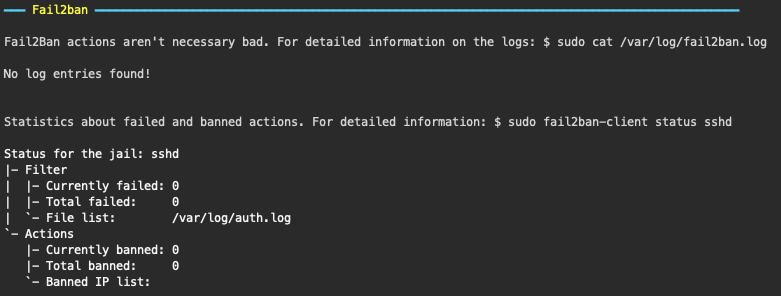 Fail2ban
Fail2Ban actions aren't necessary bad. For detailed information on the logs: $ sudo cat /var/log/fail2ban.log
No log entries found!
Statistics about failed and banned actions. For detailed information: $ sudo fail2ban-client status sshd
Status for the jail: sshd
|- Filter
|  |- Currently failed: 0
|  |- Total failed:     0
|  `- File list:        /var/log/auth.log
`- Actions
   |- Currently banned: 0
   |- Total banned:     0
   `- Banned IP list: